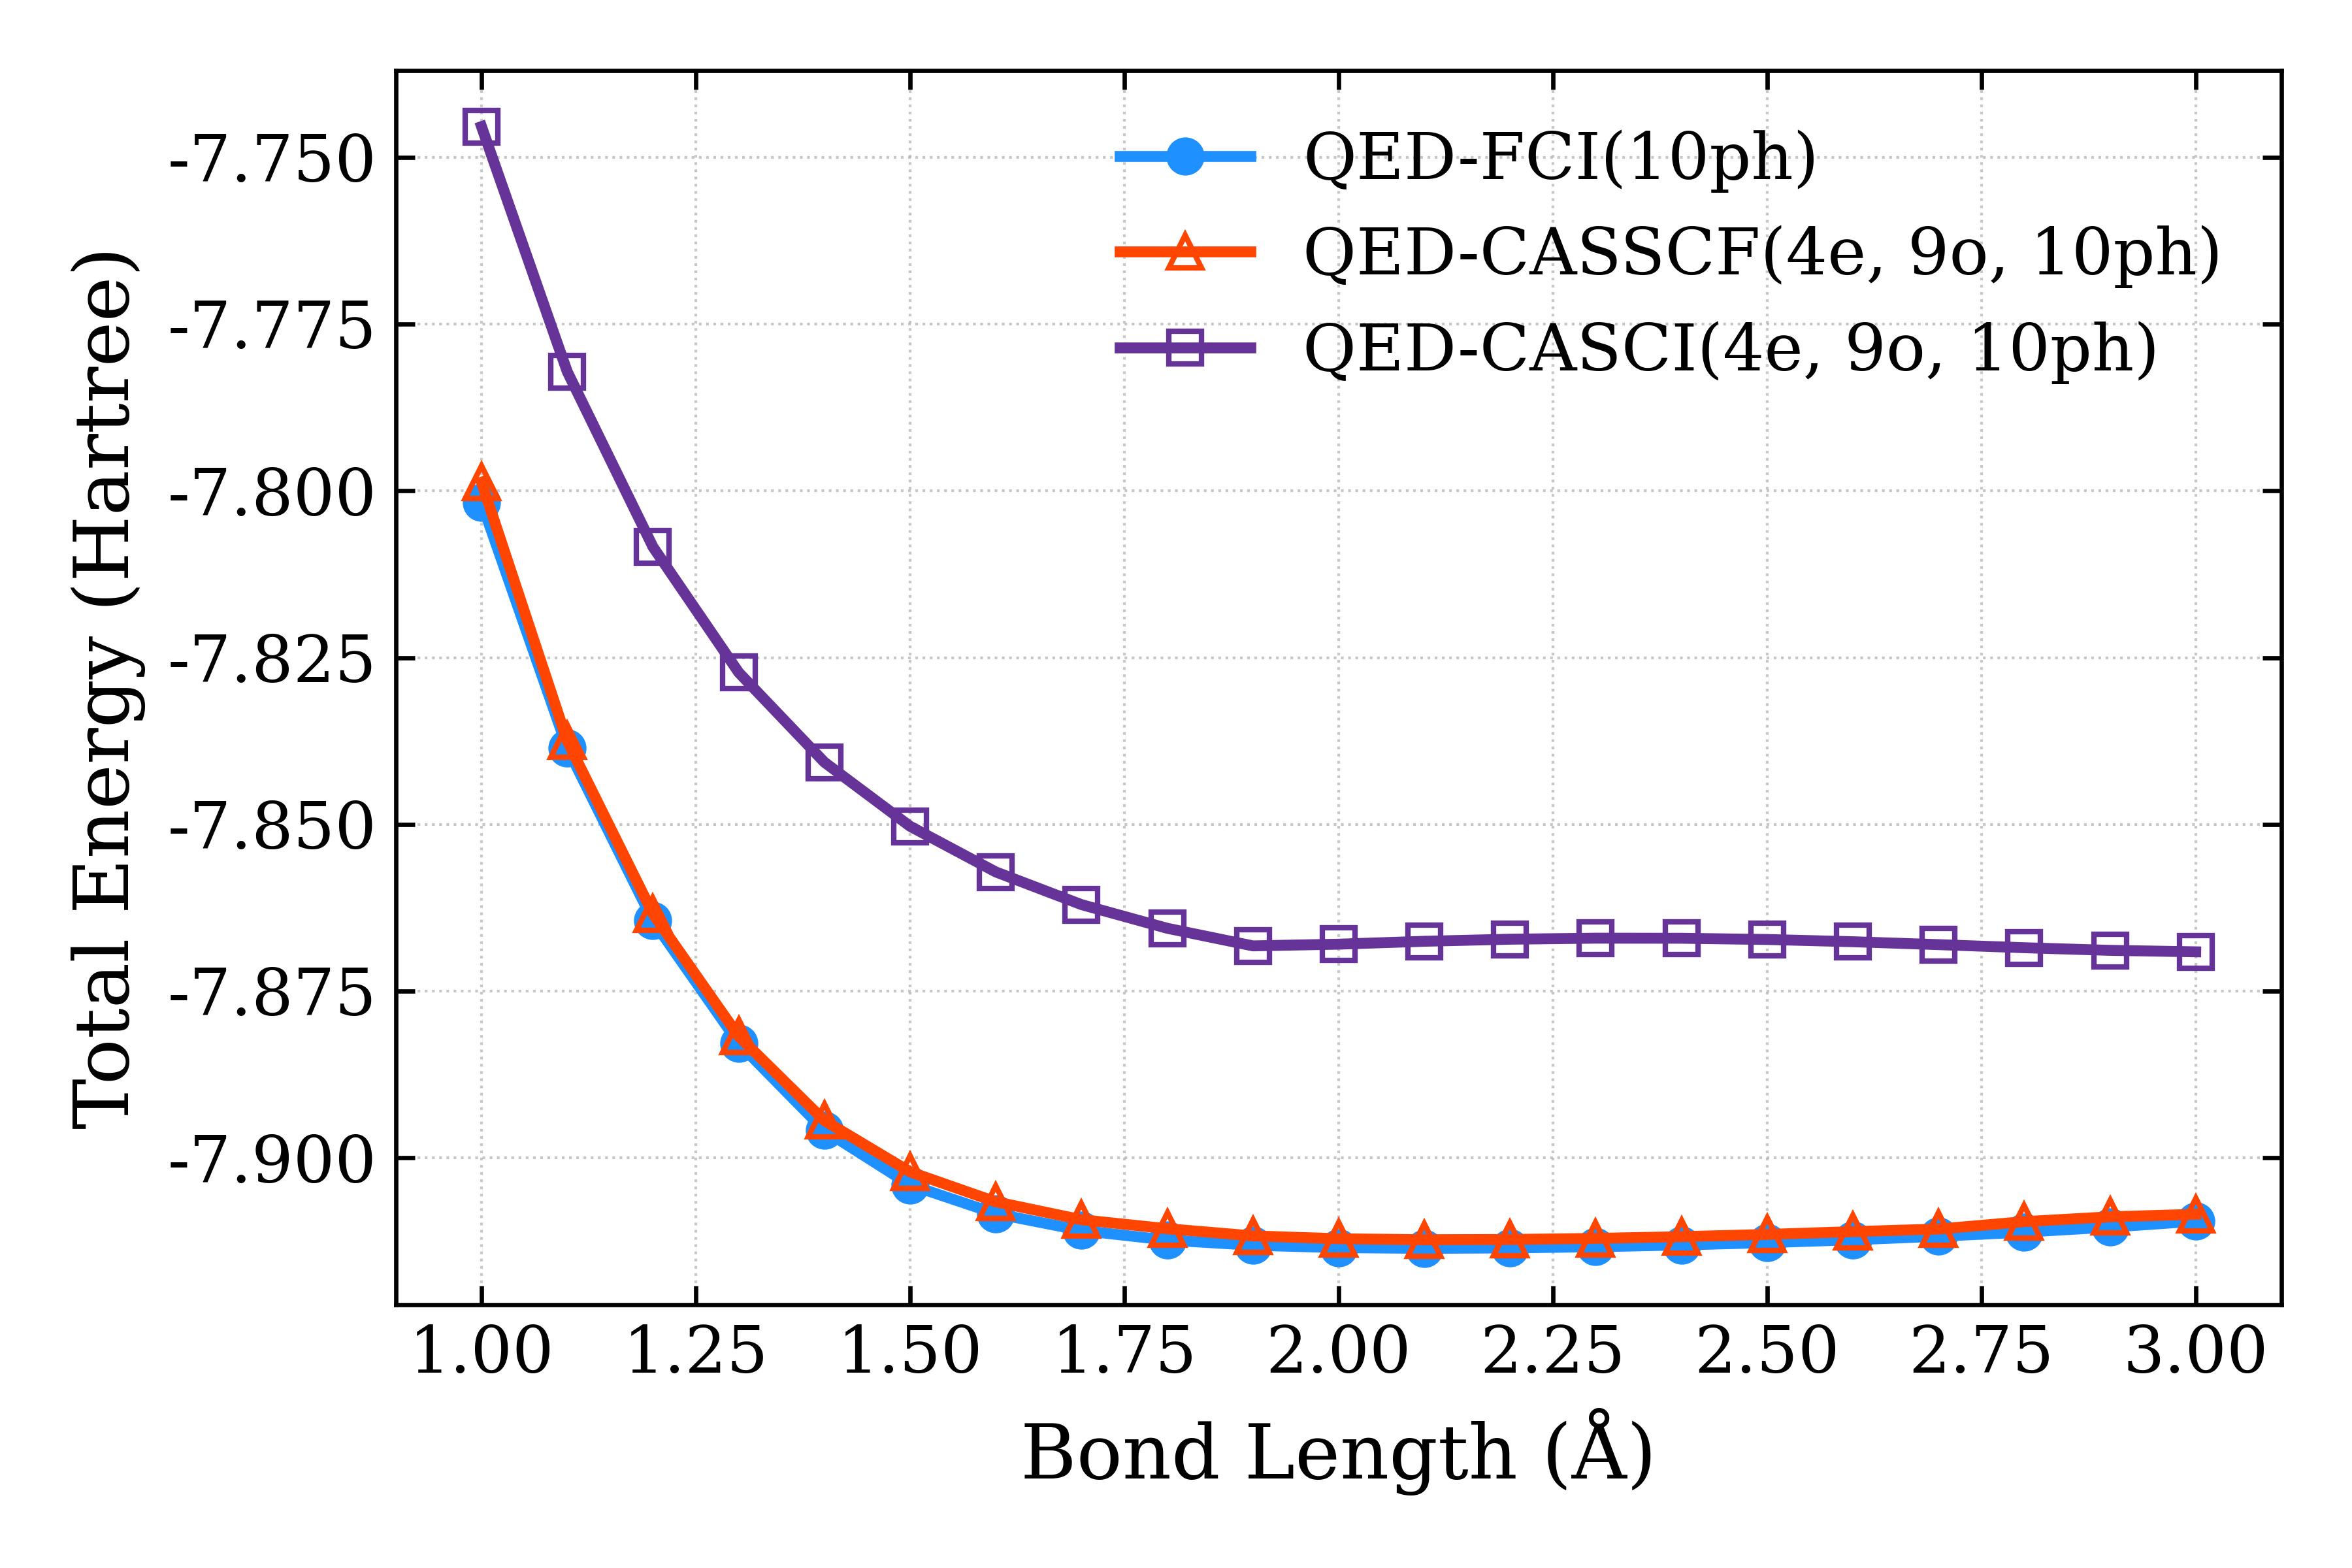 QED-FCI(10ph)
QED-CASSCF(4e, 9o, 10ph)
QED-CASCI(4e, 9o, 10ph)
Total Energy (Hartree)
-7.750
-7.775
-7.800
-7.825
-7.850
-7.875
-7.900
1.00 1.25 1.50 1.75 2.00 2.25 2.50 2.75 3.00
Bond Length (Å)